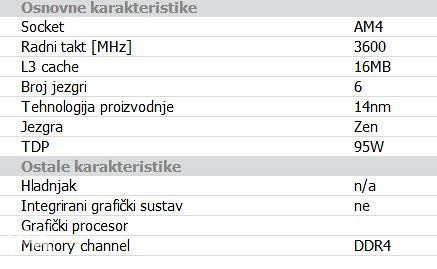 Osnovne karakteristike
Socket AM4
Radni takt [MHz] 3600
L3 cache 16MB
Broj jezgri 6
Tehnologija proizvodnje 14nm
Jezgra Zen
TDP 95W
Ostale karakteristike
Hladnjak n/a
Integrirani grafički sustav ne
Grafički procesor
Memory channel DDR4